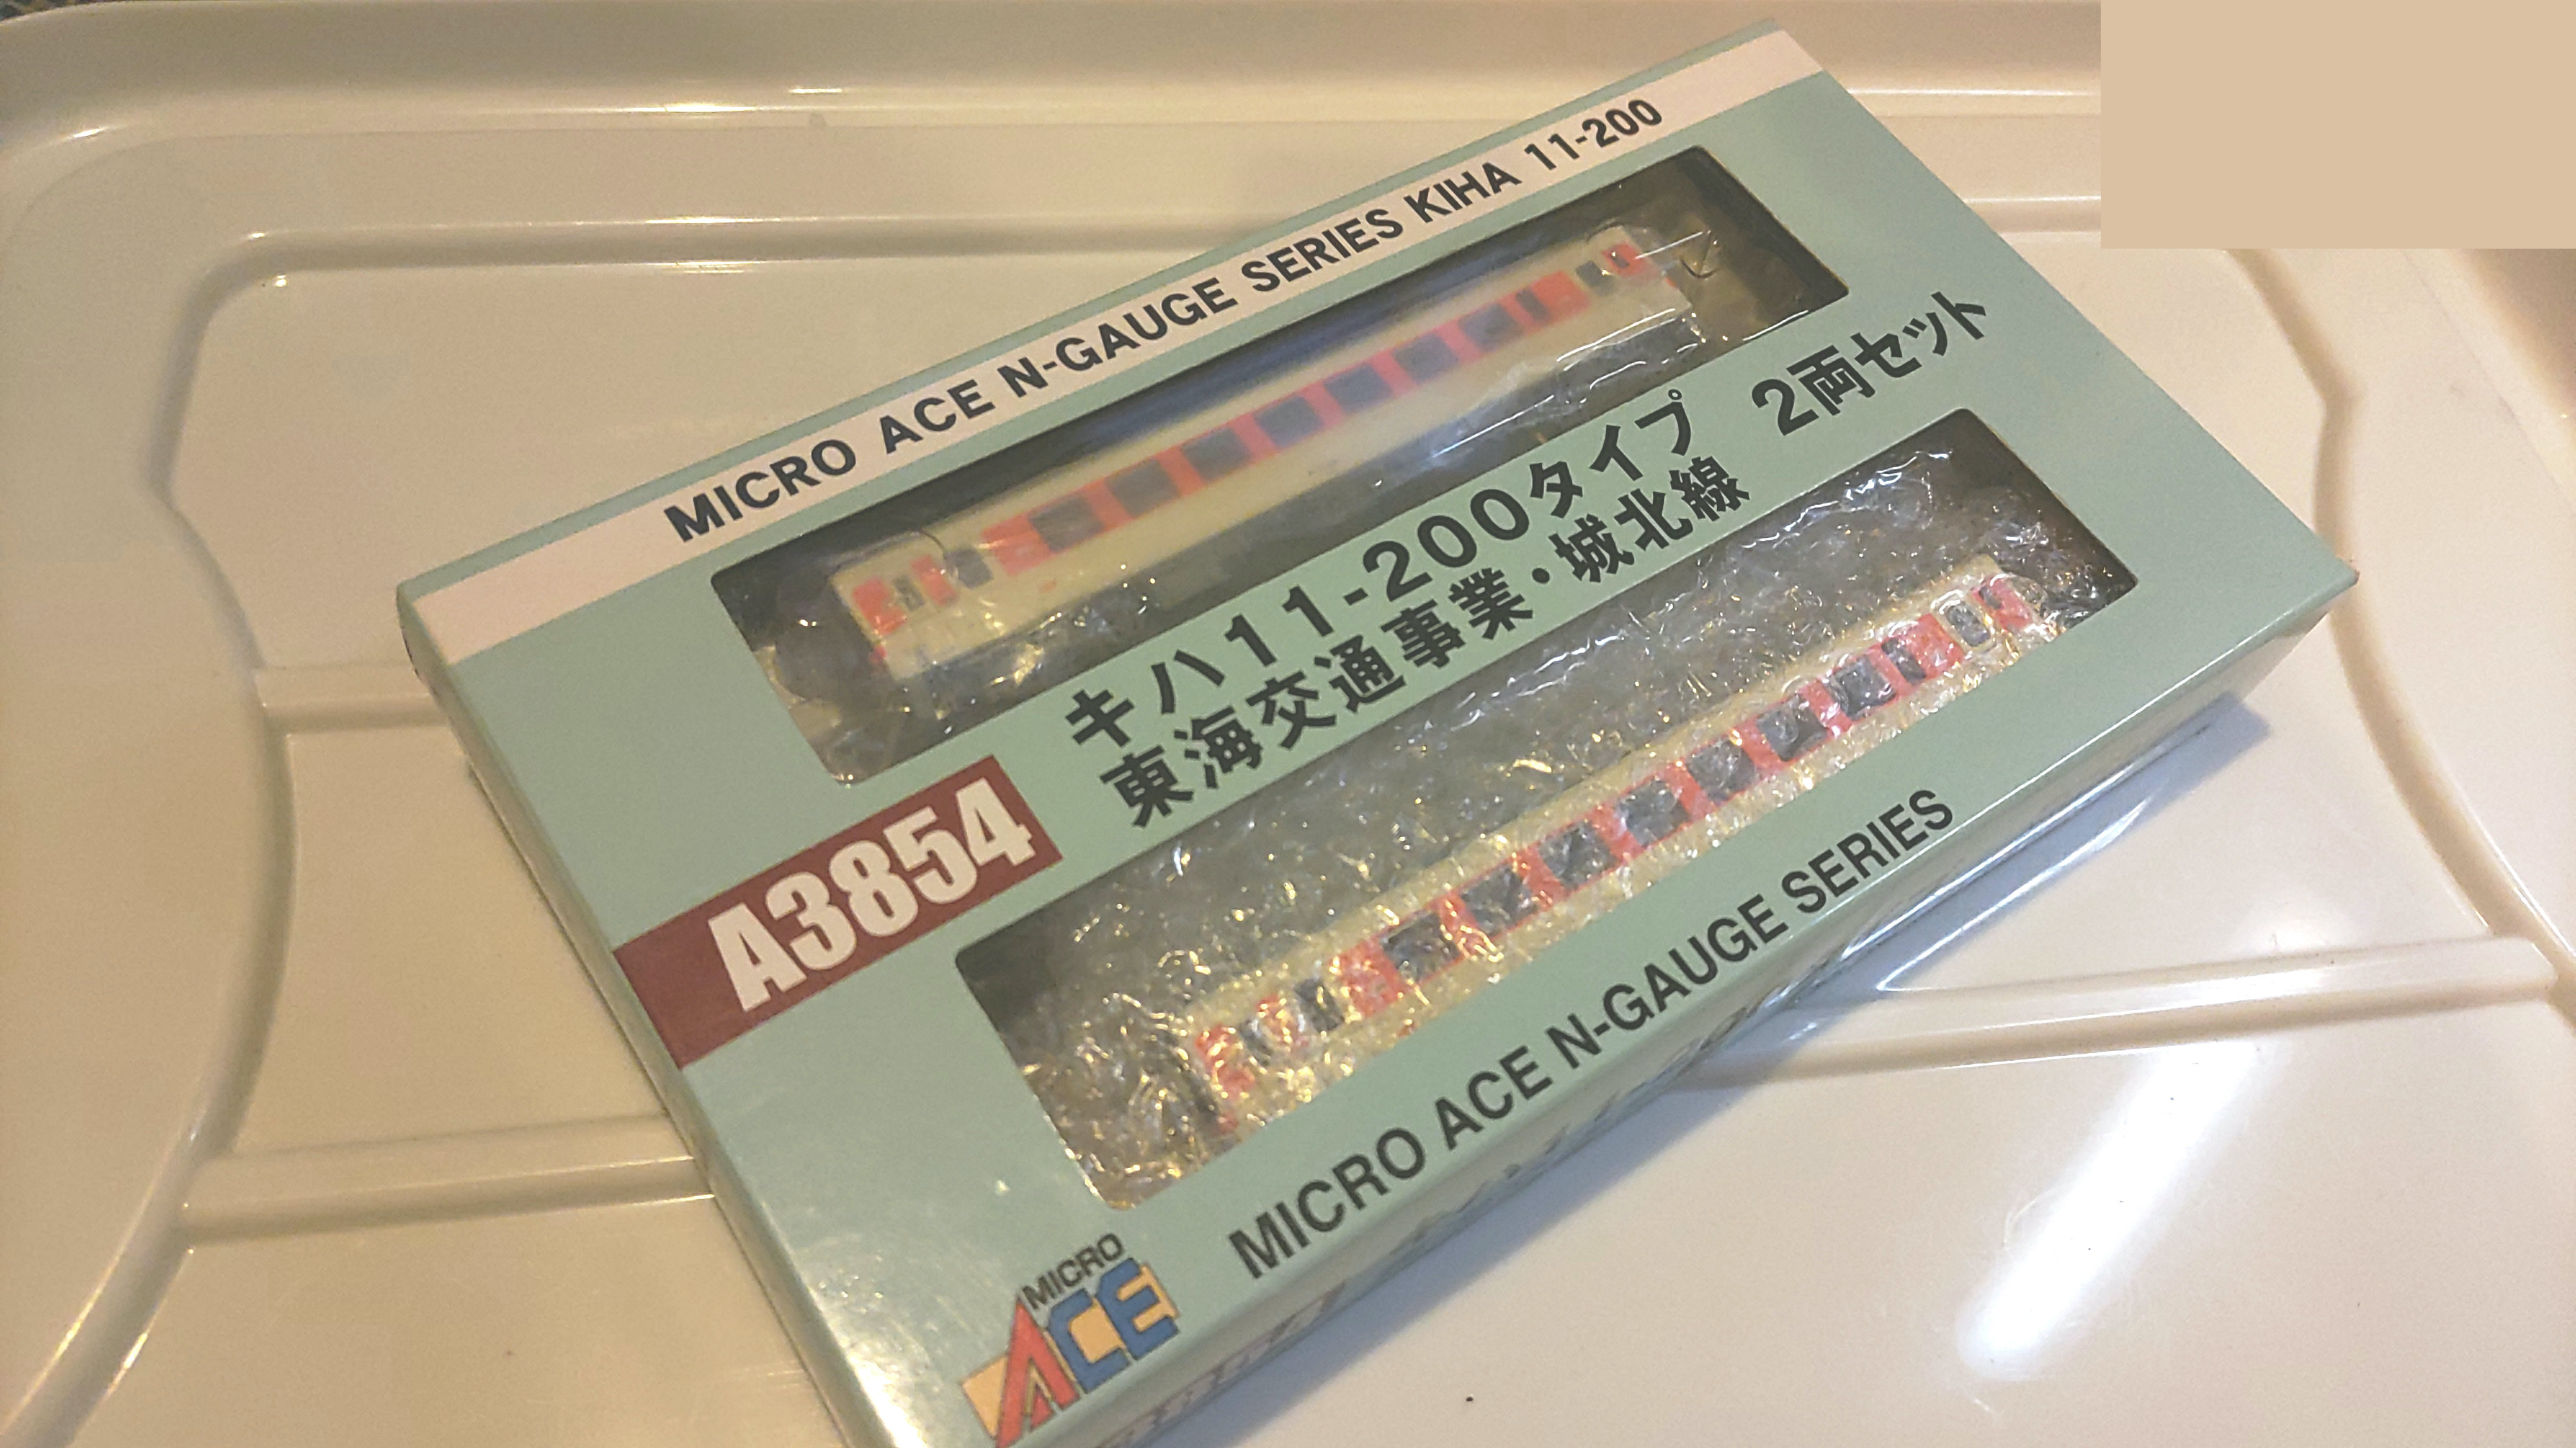 MICRO ACE N-GAUGE SERIES KIHA 11-200
キハ11-200タイプ 2両セット
東海交通事業・城北線
A3854
MICRO ACE N-GAUGE SERIES
MICRO
ACE